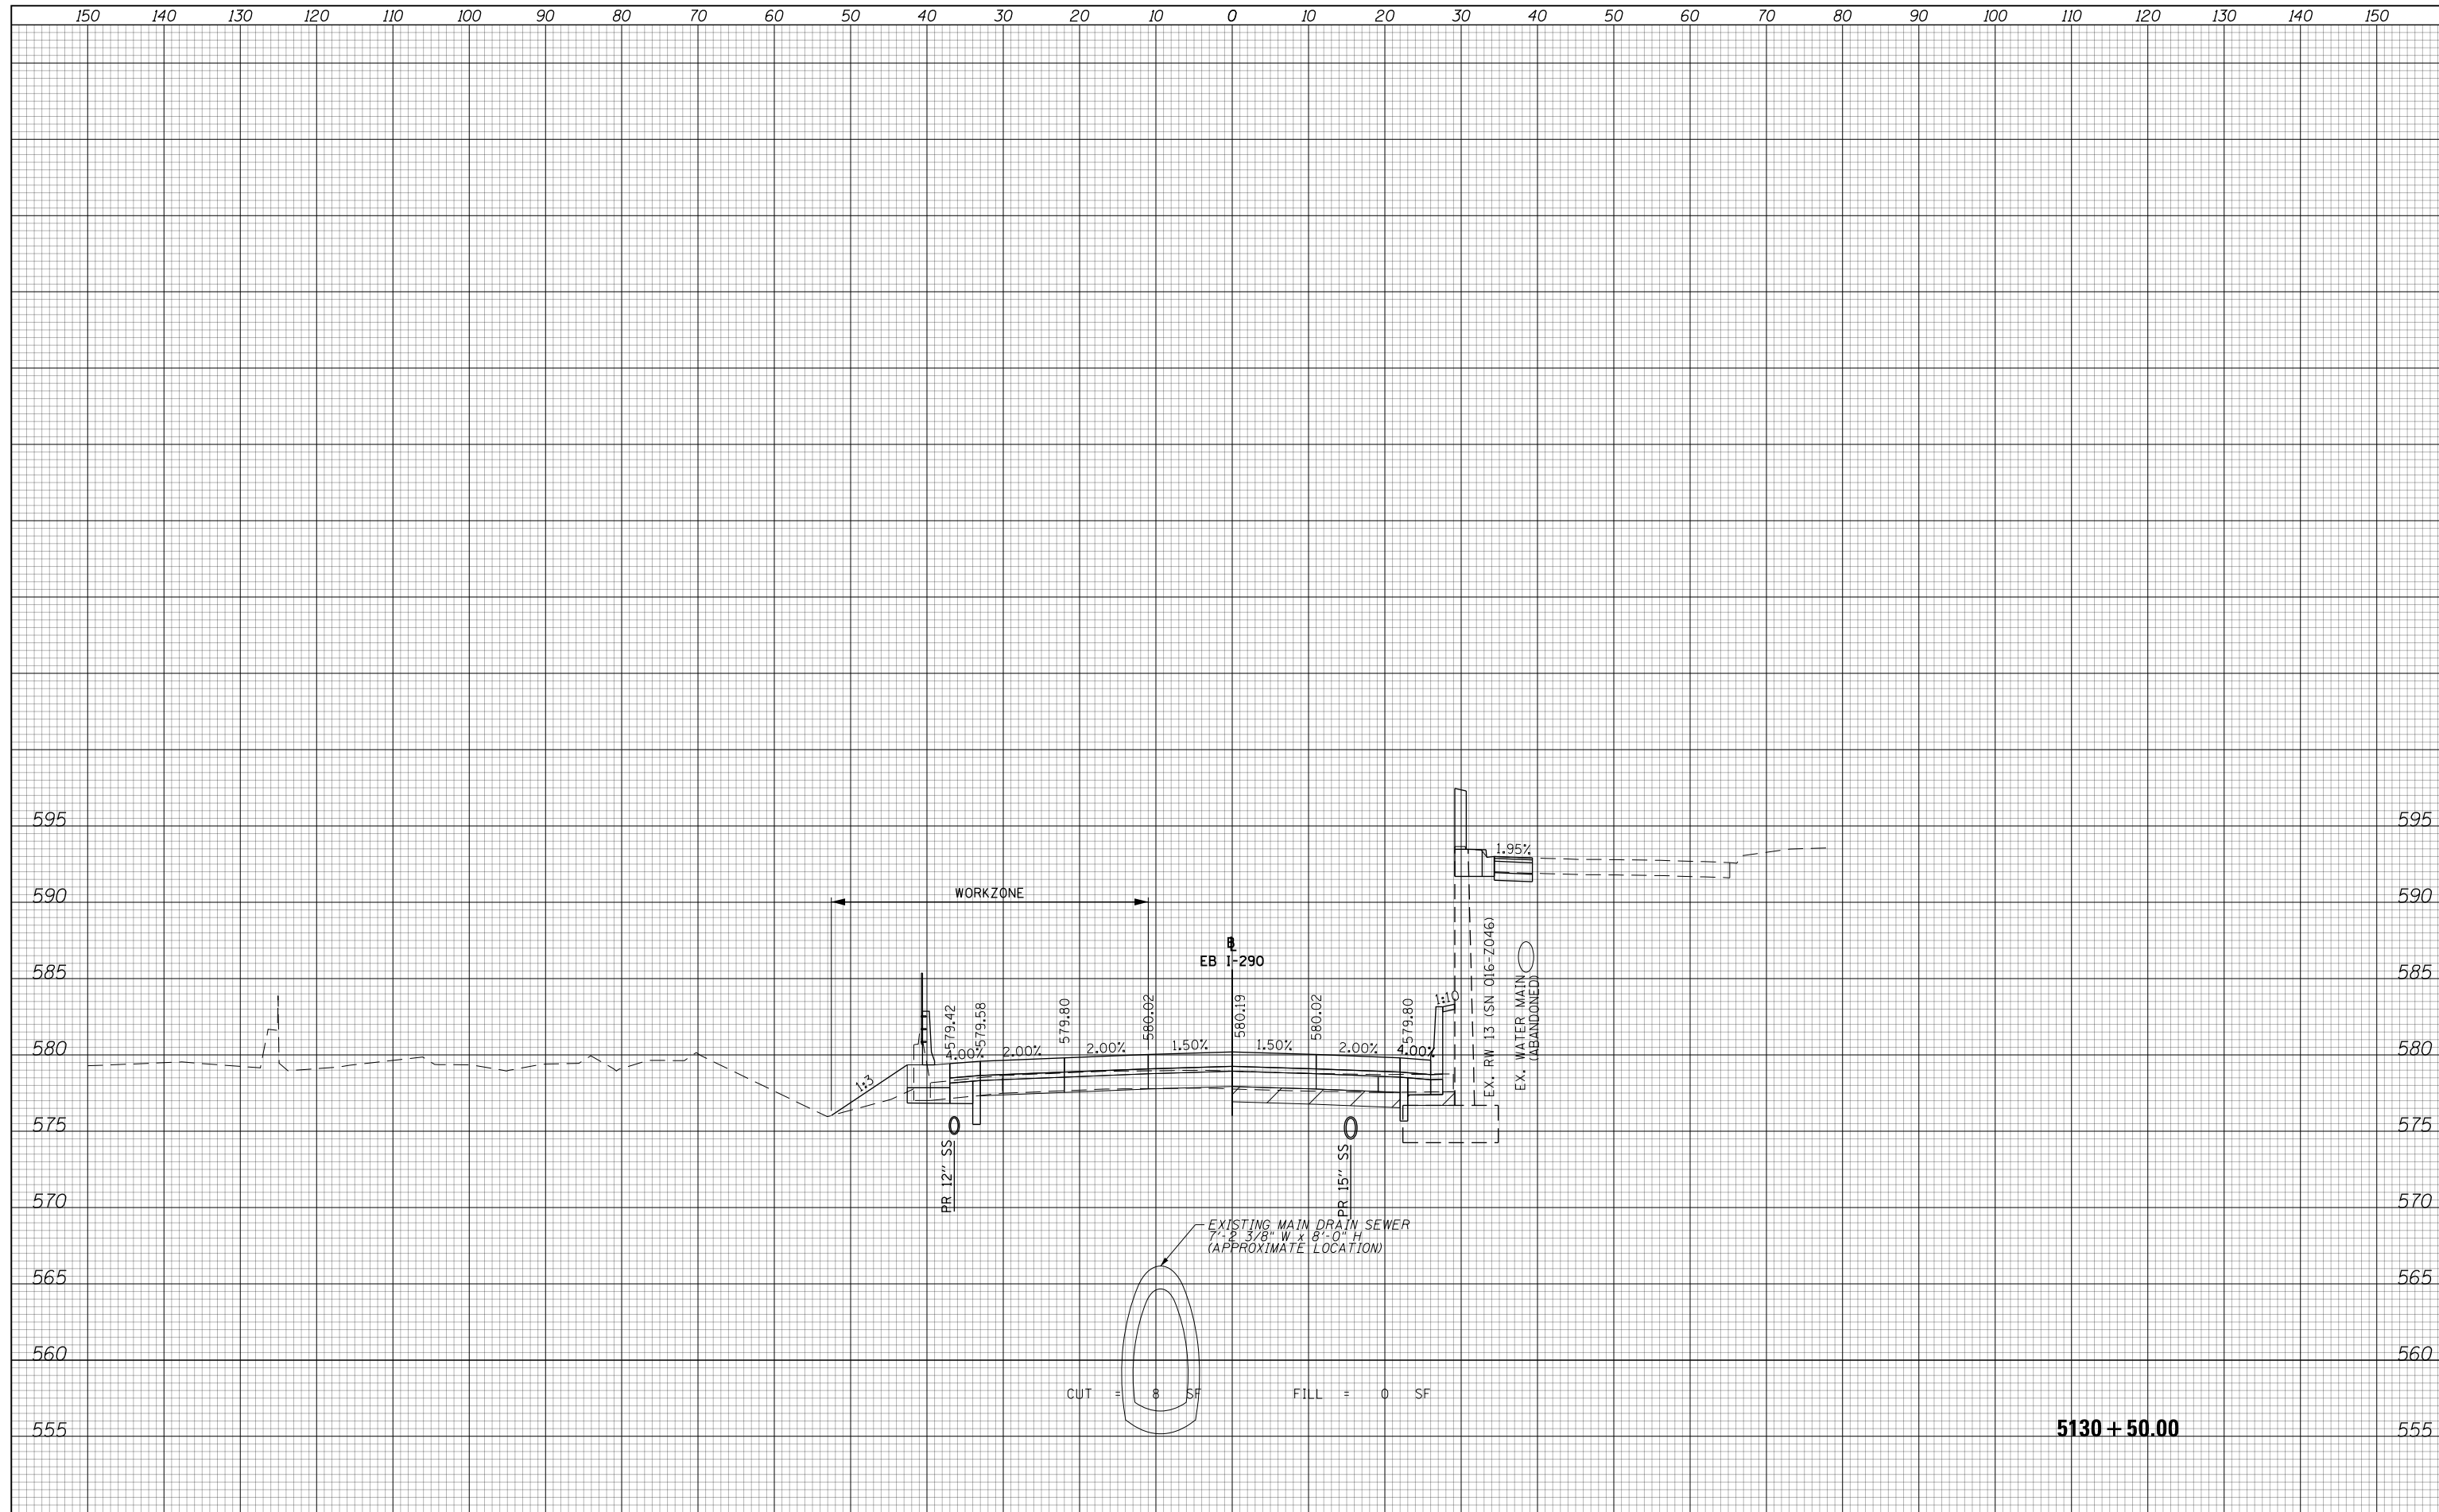 150 140 130 120 110 100 90 80 70 60 50 40 30 20 10 0 10 20 30 40 50 60 70 80 90 100 110 120 130 140 150
595 595
1.95%
590 590
WORKZONE
B
L
EB I-290
585 585
EX. RW 13 (SN 016-Z046)
EX. WATER MAIN
(ABANDONED)
579.42 579.58 579.80 580.02 580.19 580.02 579.80
1:10
580 580
4.00% 2.00% 2.00% 1.50% 1.50% 2.00% 4.00%
1:3
575 575
PR 12" SS
PR 15" SS
570 570
EXISTING MAIN DRAIN SEWER
7'-2 3/8" W x 8'-0" H
(APPROXIMATE LOCATION)
565 565
560 560
CUT = 8 SF FILL = 0 SF
555 5130 + 50.00 555